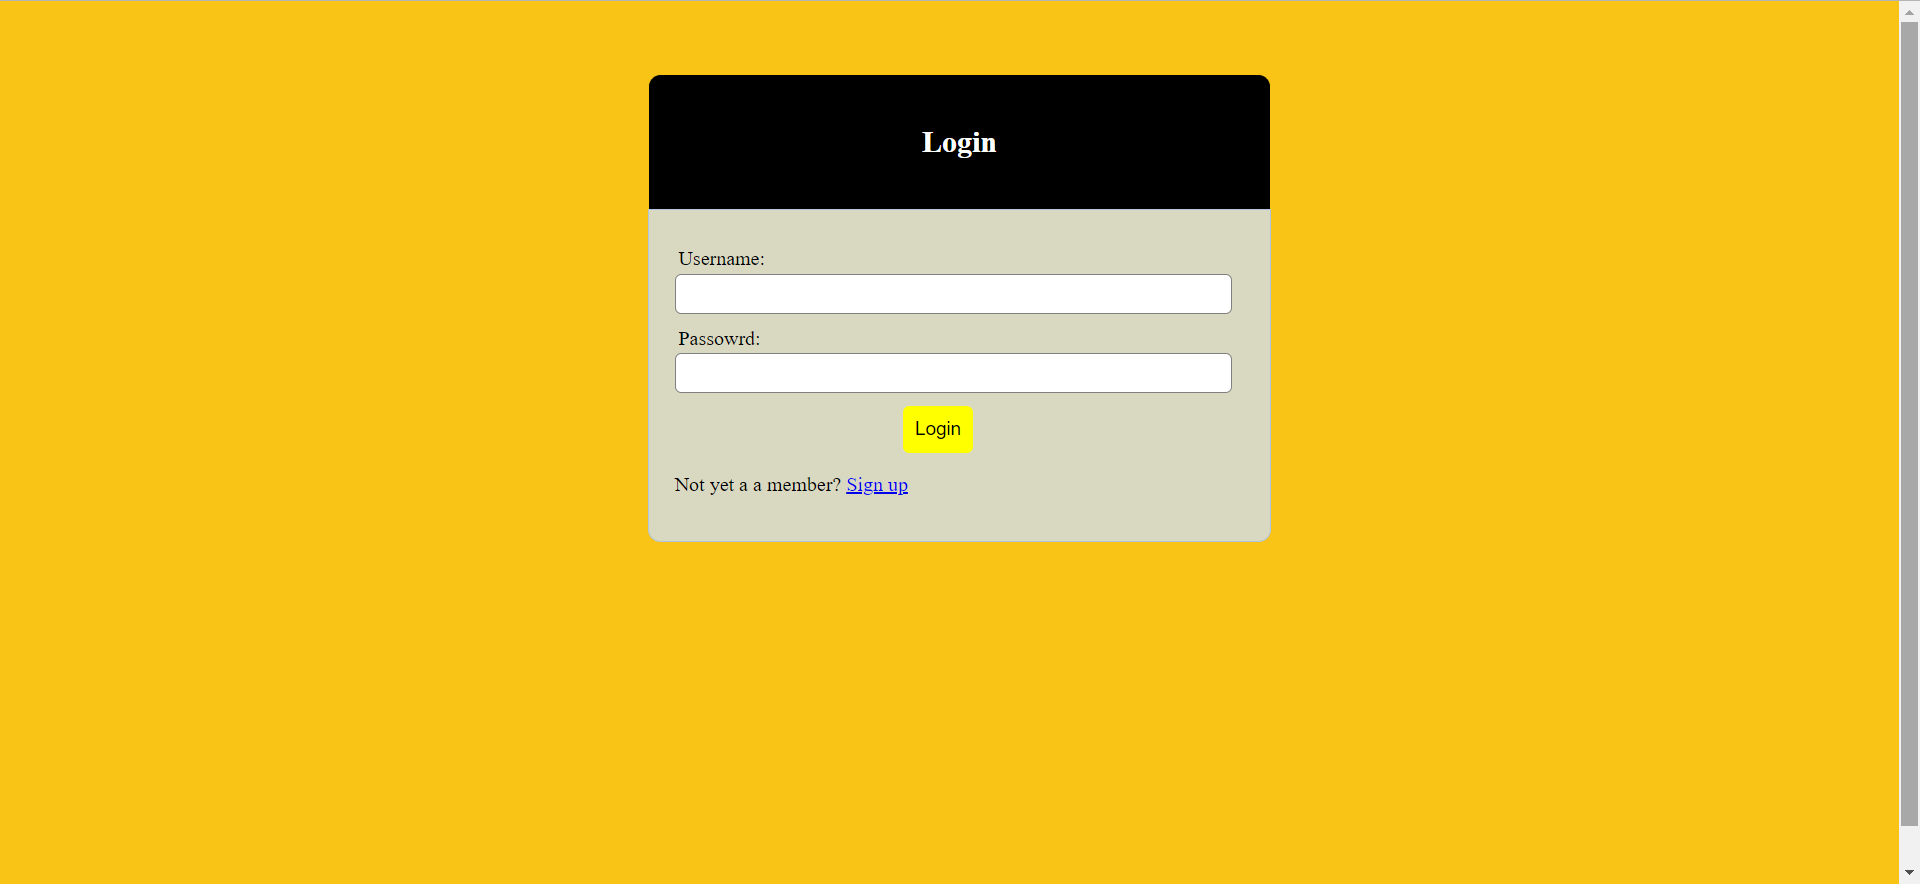 Login
Username:
Passowrd:
Login
Not yet a a member? Sign up